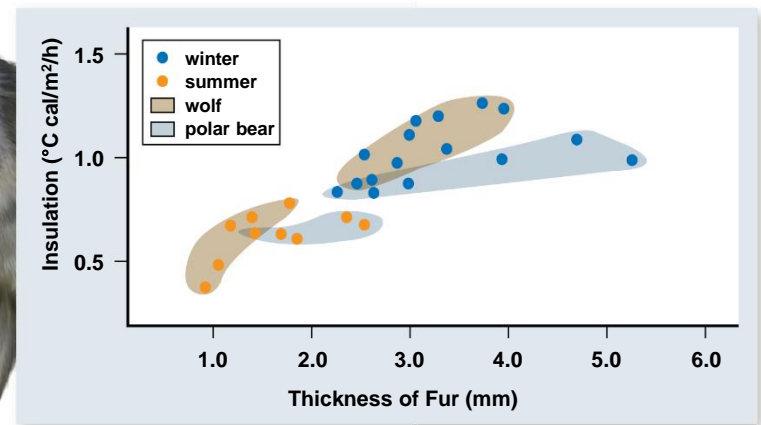 Insulation (°C cal/m²/h)
1.5
1.0
0.5
winter
summer
wolf
polar bear
1.0 2.0 3.0 4.0 5.0 6.0
Thickness of Fur (mm)